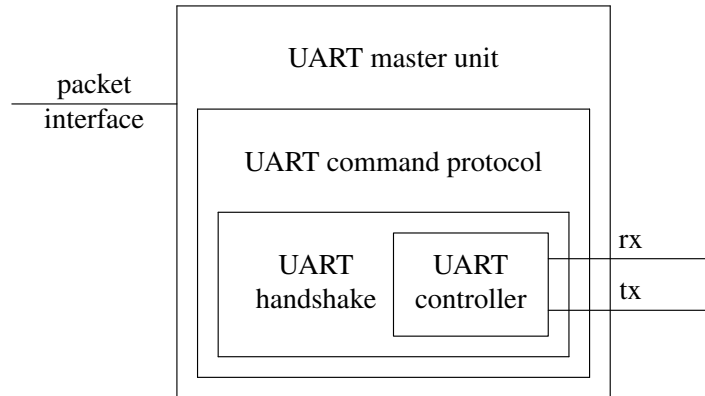 UART master unit
packet
interface
UART command protocol
UART
handshake
UART
controller
rx
tx